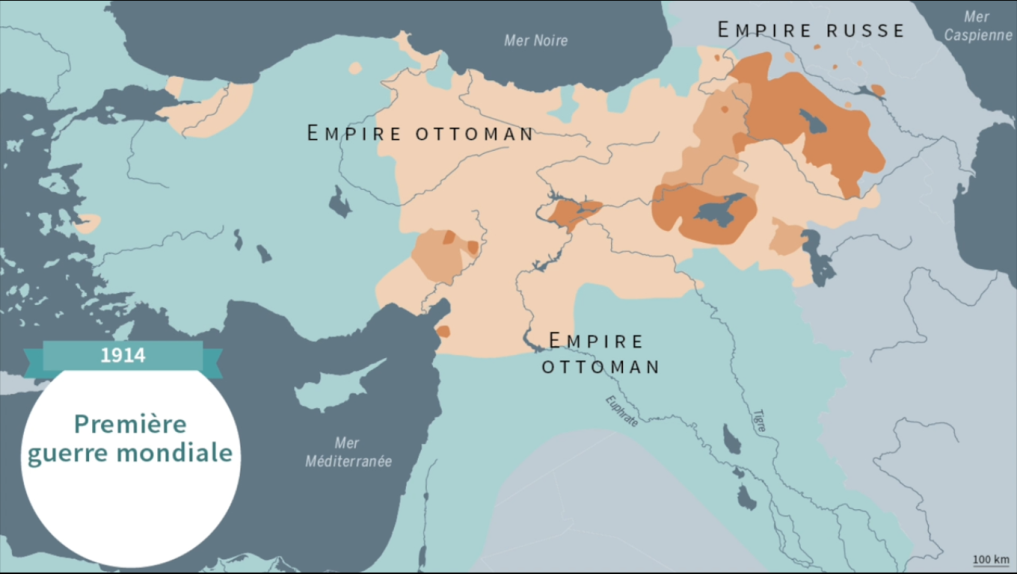 EMPIRE RUSSE
Mer
Caspienne
Mer Noire
EMPIRE OTTOMAN
EMPIRE
OTTOMAN
Euphrate
Tigre
1914
Première
guerre mondiale
Mer
Méditerranée
100 km